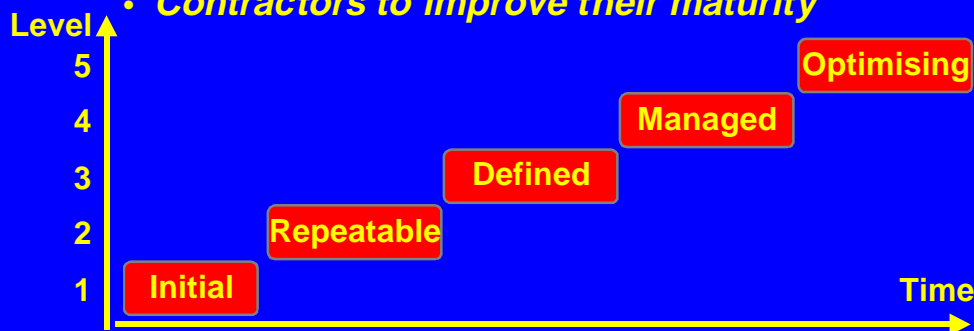 • Contractors to improve their maturity
Level
5 Optimising
4 Managed
3 Defined
2 Repeatable
1 Initial Time